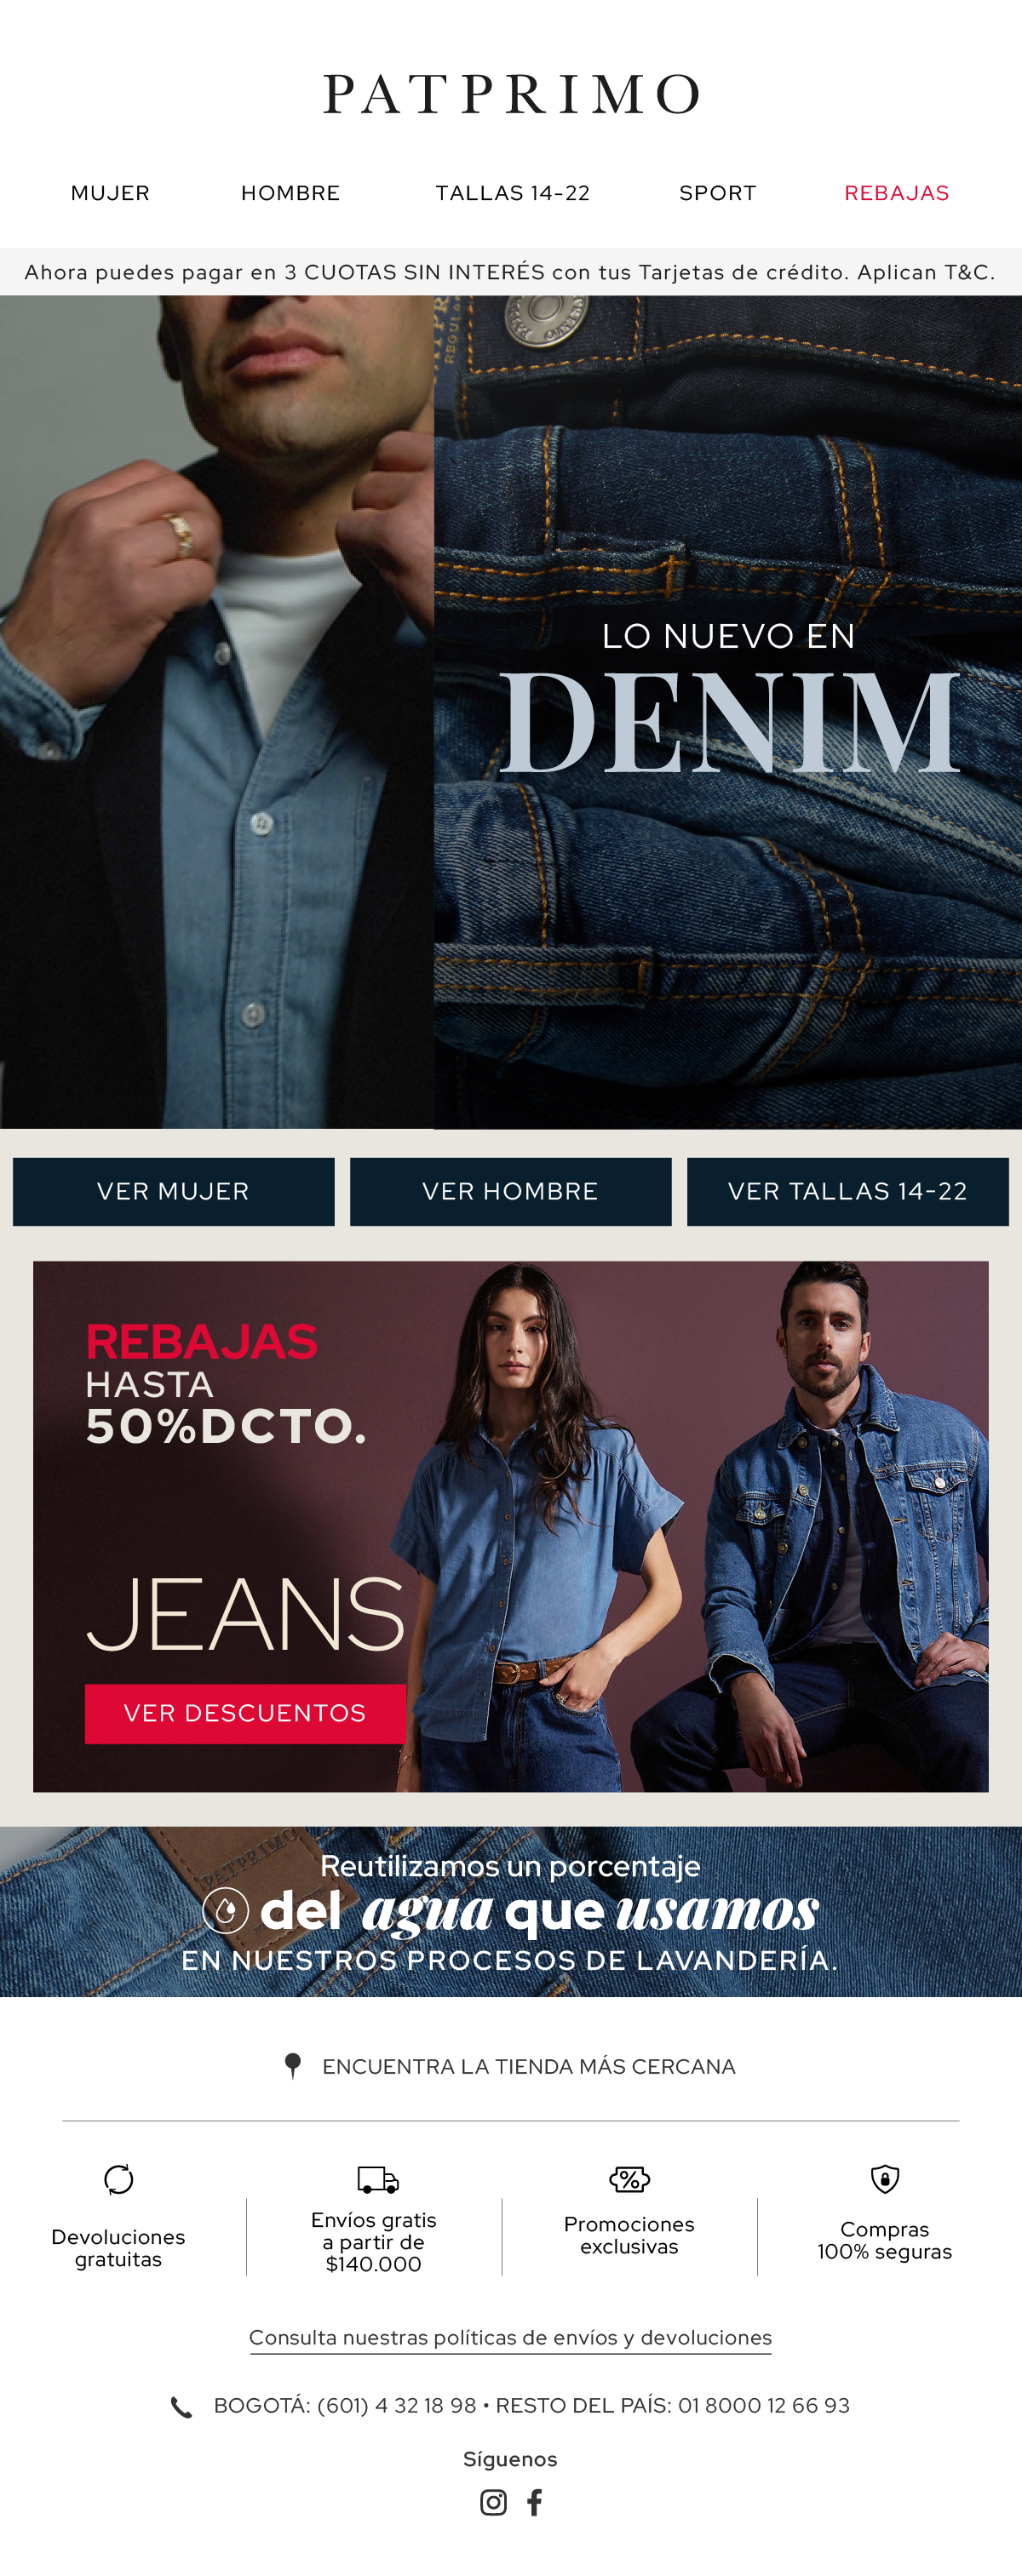 PATPRIMO
MUJER HOMBRE TALLAS 14-22 SPORT REBAJAS
Ahora puedes pagar en 3 CUOTAS SIN INTERÉS con tus Tarjetas de crédito. Aplican T&C.
LO NUEVO EN
DENIM
VER MUJER VER HOMBRE VER TALLAS 14-22
REBAJAS
HASTA
50%DCTO.
JEANS
VER DESCUENTOS
PATPRIMO
Reutilizamos un porcentaje
del agua que usamos
EN NUESTROS PROCESOS DE LAVANDERÍA.
ENCUENTRA LA TIENDA MÁS CERCANA
Devoluciones
gratuitas
Envíos gratis
a partir de
$140.000
Promociones
exclusivas
Compras
100% seguras
Consulta nuestras políticas de envíos y devoluciones
BOGOTÁ: (601) 4 32 18 98 • RESTO DEL PAÍS: 01 8000 12 66 93
Síguenos